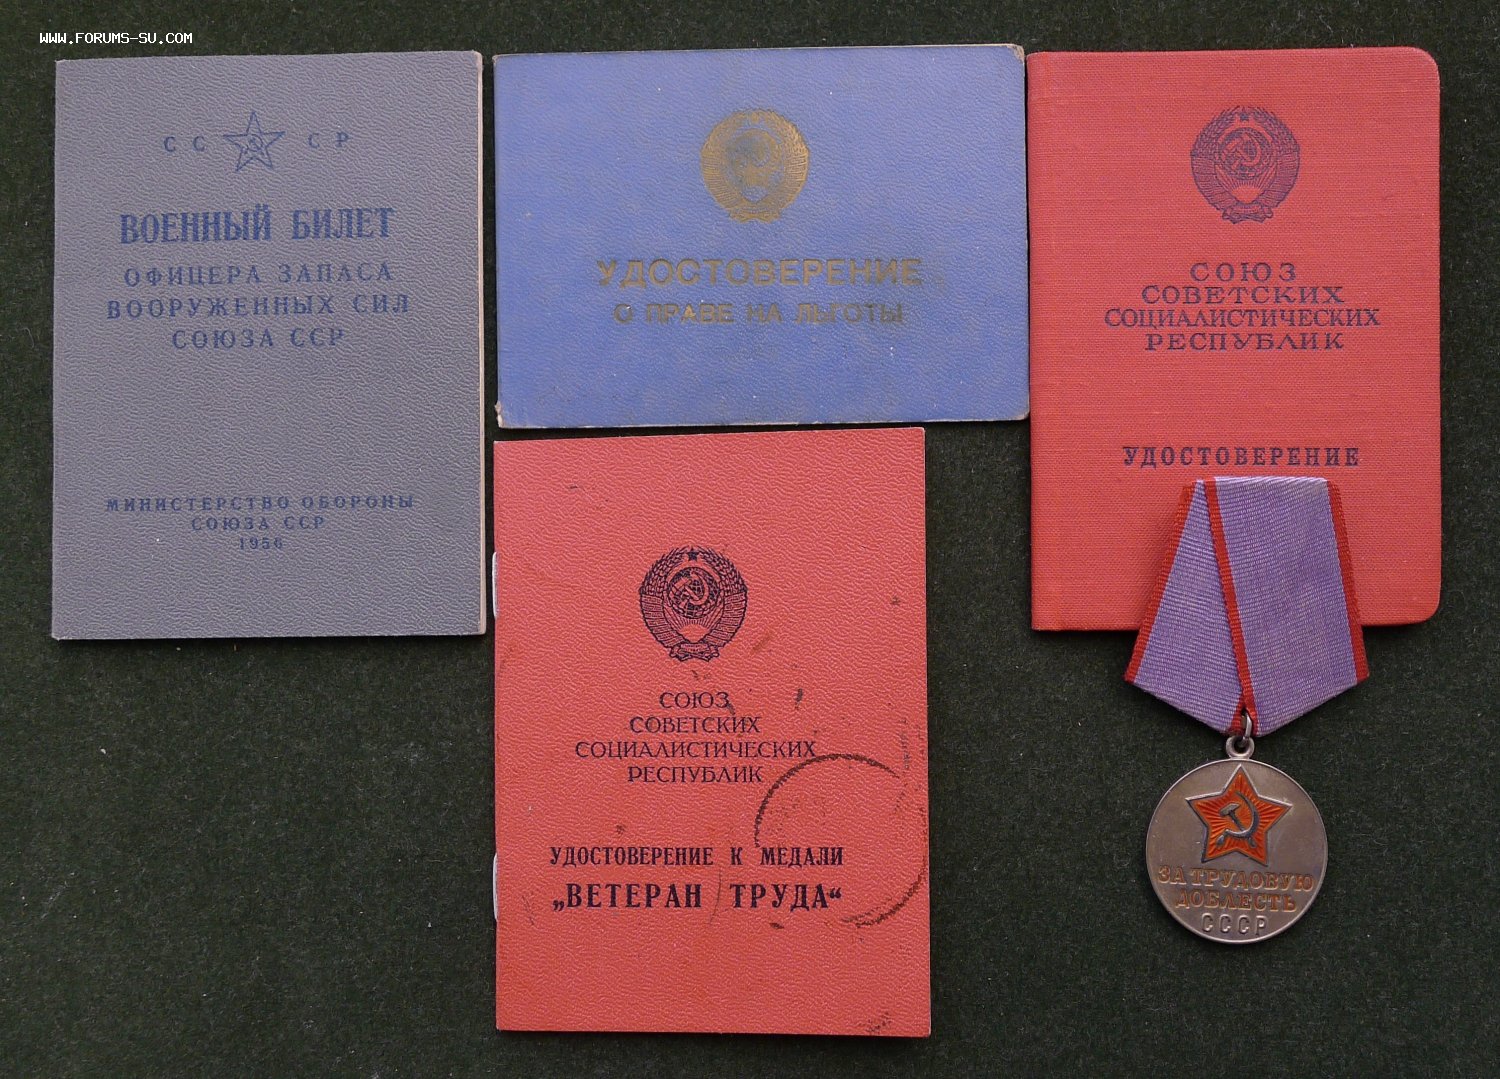 WWW.FORUMS-SU.COM
СС СР
ВОЕННЫЙ БИЛЕТ
ОФИЦЕРА ЗАПАСА
ВООРУЖЕННЫХ СИЛ
СОЮЗА ССР
МИНИСТЕРСТВО ОБОРОНЫ
СОЮЗА ССР
1956
УДОСТОВЕРЕНИЕ
О ПРАВЕ НА ЛЬГОТЫ
СОЮЗ
СОВЕТСКИХ
СОЦИАЛИСТИЧЕСКИХ
РЕСПУБЛИК
УДОСТОВЕРЕНИЕ
СОЮЗ
СОВЕТСКИХ
СОЦИАЛИСТИЧЕСКИХ
РЕСПУБЛИК
УДОСТОВЕРЕНИЕ К МЕДАЛИ
„ВЕТЕРАН ТРУДА“
ЗА ТРУДОВУЮ
ДОБЛЕСТЬ
СССР